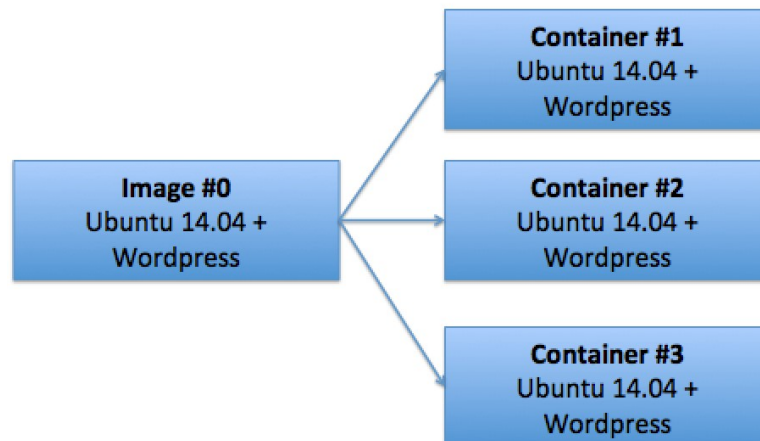 Image #0
Ubuntu 14.04 +
Wordpress
Container #1
Ubuntu 14.04 +
Wordpress
Container #2
Ubuntu 14.04 +
Wordpress
Container #3
Ubuntu 14.04 +
Wordpress